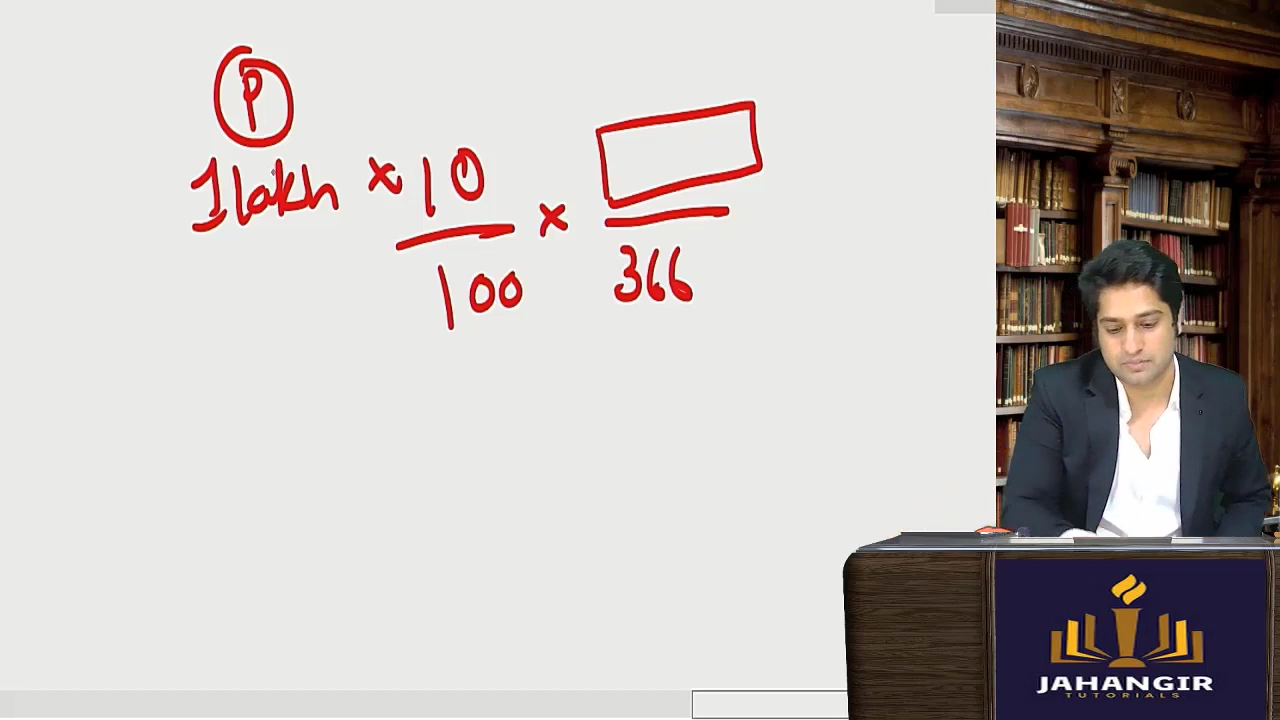 P
1 lakh × 10/100 × ☐/366
JAHANGIR
TUTORIALS